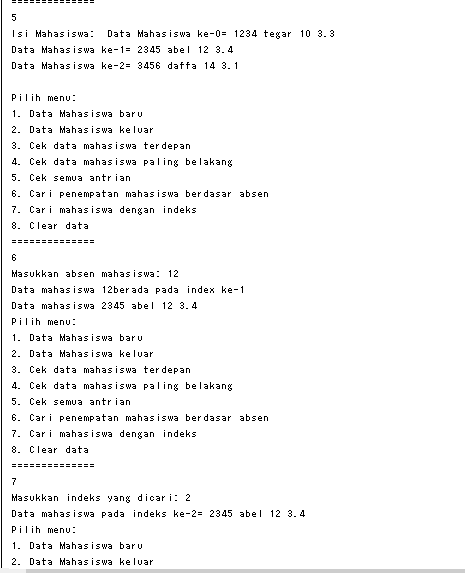 ==============
5
Isi Mahasiswa:  Data Mahasiswa ke-0= 1234 tegar 10 3.3
Data Mahasiswa ke-1= 2345 abel 12 3.4
Data Mahasiswa ke-2= 3456 daffa 14 3.1
Pilih menu:
1. Data Mahasiswa baru
2. Data Mahasiswa keluar
3. Cek data mahasiswa terdepan
4. Cek data mahasiswa paling belakang
5. Cek semua antrian
6. Cari penempatan mahasiswa berdasar absen
7. Cari mahasiswa dengan indeks
8. Clear data
==============
6
Masukkan absen mahasiswa: 12
Data mahasiswa 12berada pada index ke-1
Data mahasiswa 2345 abel 12 3.4
Pilih menu:
1. Data Mahasiswa baru
2. Data Mahasiswa keluar
3. Cek data mahasiswa terdepan
4. Cek data mahasiswa paling belakang
5. Cek semua antrian
6. Cari penempatan mahasiswa berdasar absen
7. Cari mahasiswa dengan indeks
8. Clear data
==============
7
Masukkan indeks yang dicari: 2
Data mahasiswa pada indeks ke-2= 2345 abel 12 3.4
Pilih menu:
1. Data Mahasiswa baru
2. Data Mahasiswa keluar